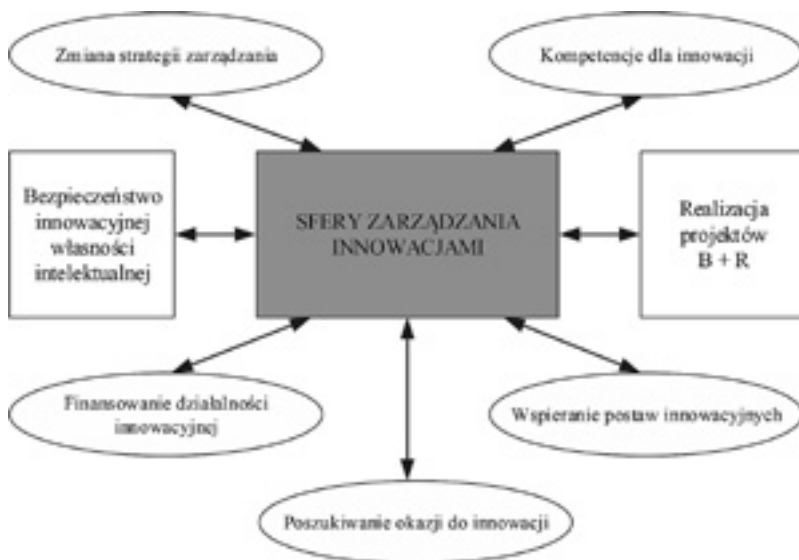 Zmiana strategii zarządzania
Kompetencje dla innowacji
Bezpieczeństwo
innowacyjnej
własności
intelektualnej
SFERY ZARZĄDZANIA
INNOWACJAMI
Realizacja
projektów
B + R
Finansowanie działalności
innowacyjnej
Wspieranie postaw innowacyjnych
Poszukiwanie okazji do innowacji